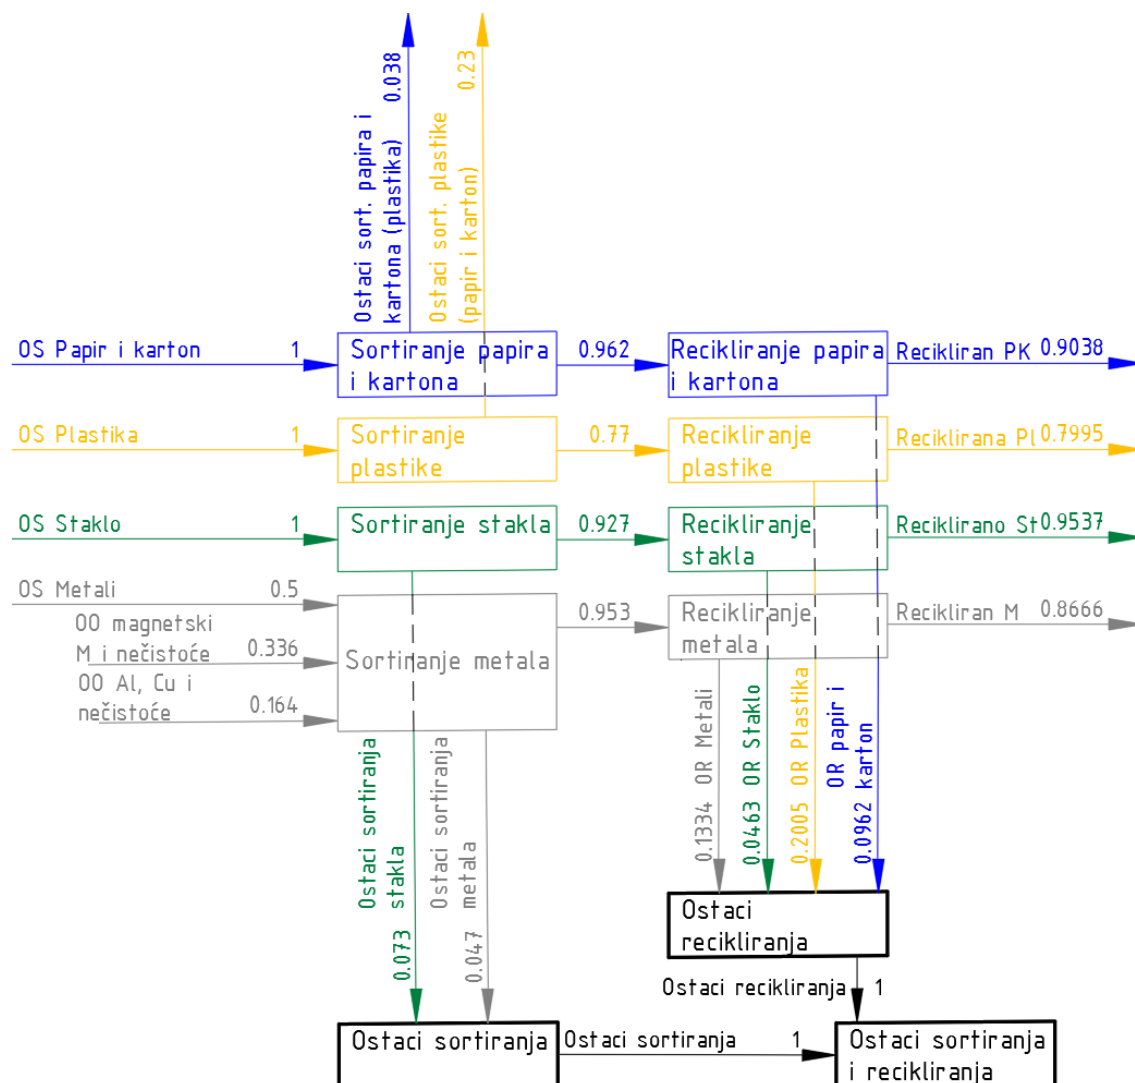 Ostaci sort. papira i
kartona (plastika)
0.038
Ostaci sort. plastike
(papir i karton)
0.23
OS Papir i karton
1
Sortiranje papira
i kartona
0.962
Recikliranje papira
i kartona
Recikliran PK
0.9038
OS Plastika
1
Sortiranje
plastike
0.77
Recikliranje
plastike
Reciklirana Pl
0.7995
OS Staklo
1
Sortiranje stakla
0.927
Recikliranje
stakla
Reciklirano St
0.9537
OS Metali
0.5
OO magnetski
M i nečistoće
0.336
OO Al, Cu i
nečistoće
0.164
Sortiranje metala
0.953
Recikliranje
metala
Recikliran M
0.8666
Ostaci sortiranja
stakla
0.073
Ostaci sortiranja
metala
0.047
0.1334 OR Metali
0.0463 OR Staklo
0.2005 OR Plastika
OR papir i
0.0962 karton
Ostaci
recikliranja
Ostaci recikliranja
1
Ostaci sortiranja
Ostaci sortiranja
1
Ostaci sortiranja
i recikliranja